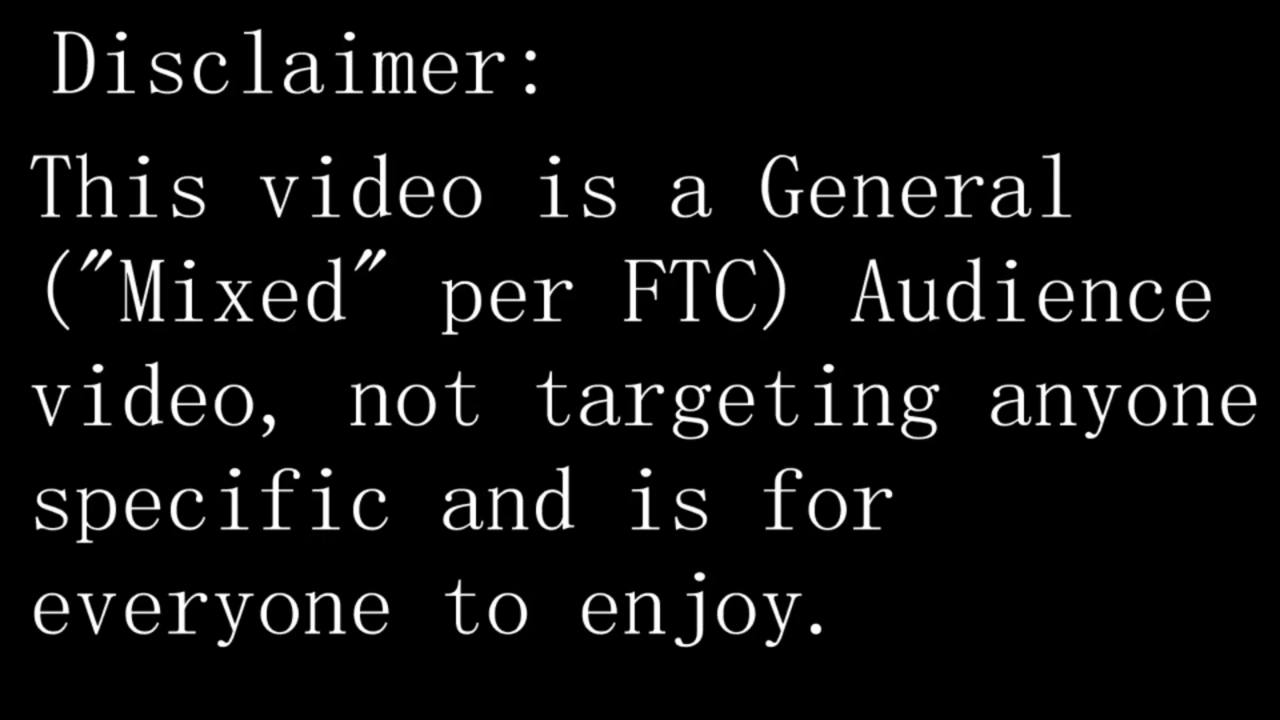 Disclaimer:
This video is a General
("Mixed" per FTC) Audience
video, not targeting anyone
specific and is for
everyone to enjoy.